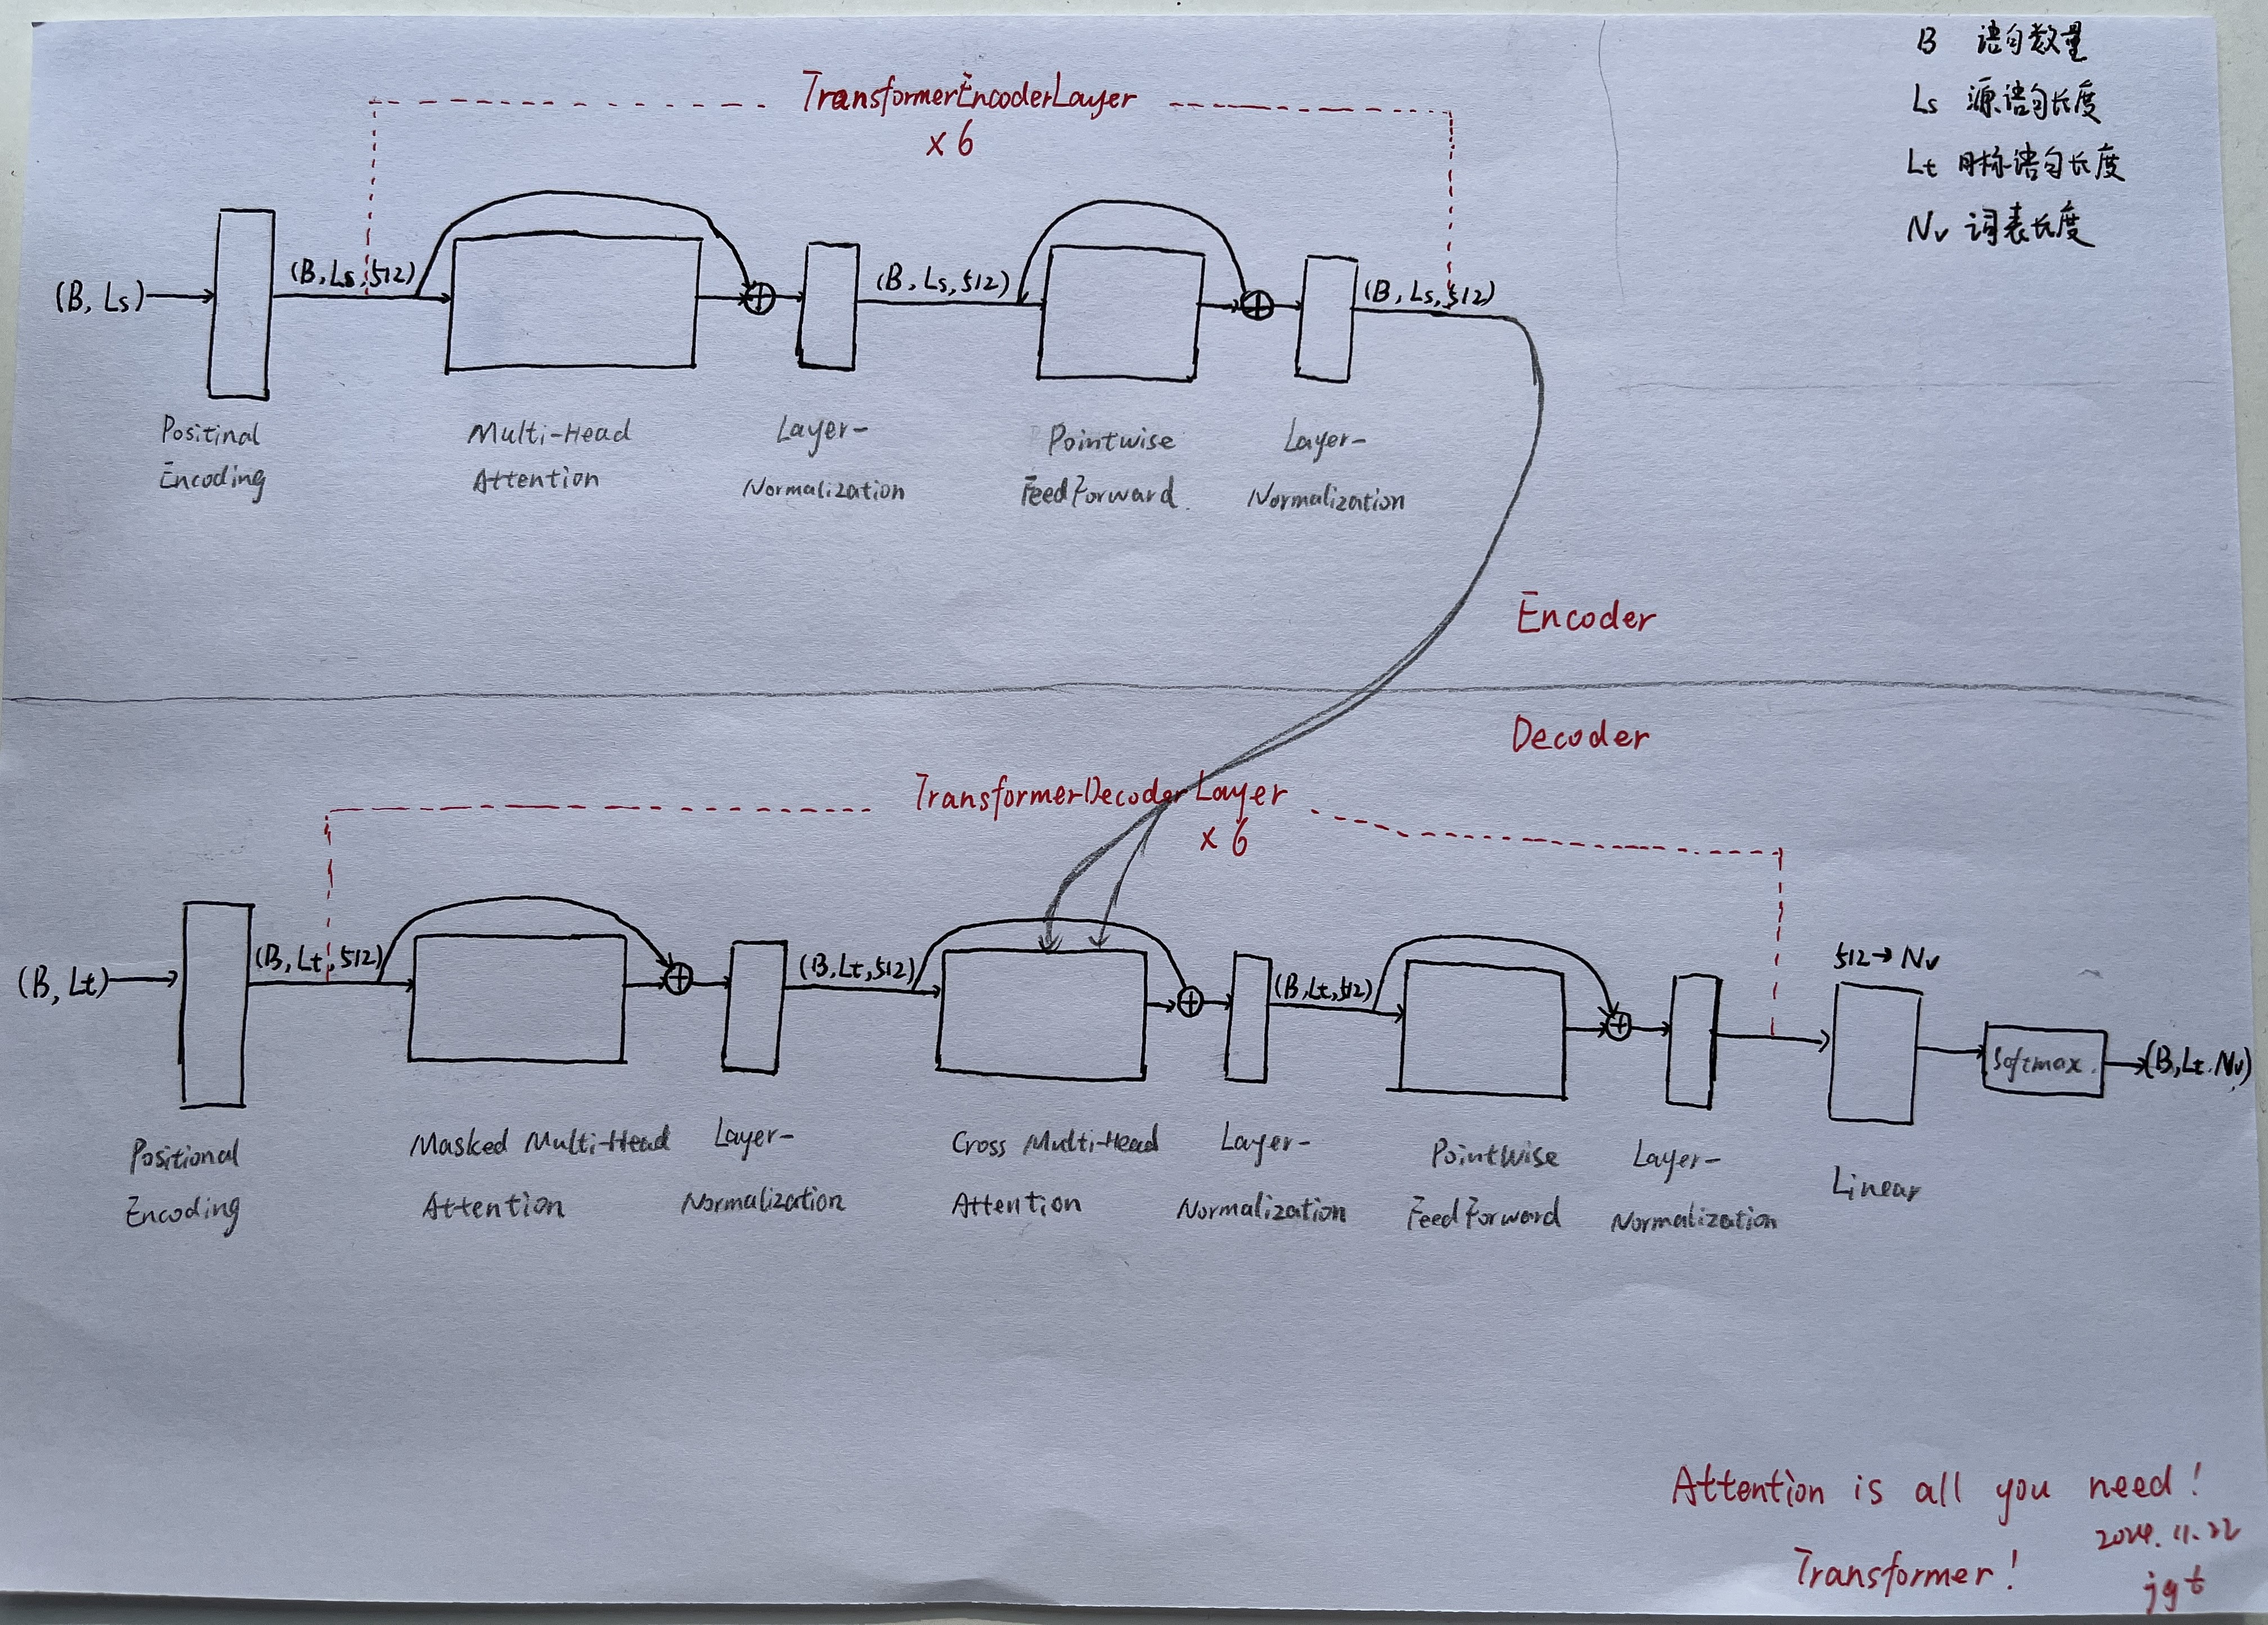 B 语句数量
Ls 源语句长度
Lt 目标语句长度
Nv 词表长度
TransformerEncoderLayer
x 6
(B, Ls)
(B, Ls, 512)
(B, Ls, 512)
(B, Ls, 512)
Positinal
Encoding
Multi-Head
Attention
Layer-
Normalization
Pointwise
FeedForward.
Layer-
Normalization
Encoder
Decoder
TransformerDecoderLayer
x 6
(B, Lt)
(B, Lt, 512)
(B, Lt, 512)
(B, Lt, 512)
512→Nv
Softmax.
(B, Lt. Nv)
Positional
Encoding
Masked Multi-Head
Attention
Layer-
Normalization
Cross Multi-Head
Attention
Layer-
Normalization
PointWise
FeedForward
Layer-
Normalization
Linear
Attention is all you need!
2024.11.22
Transformer!
jgt